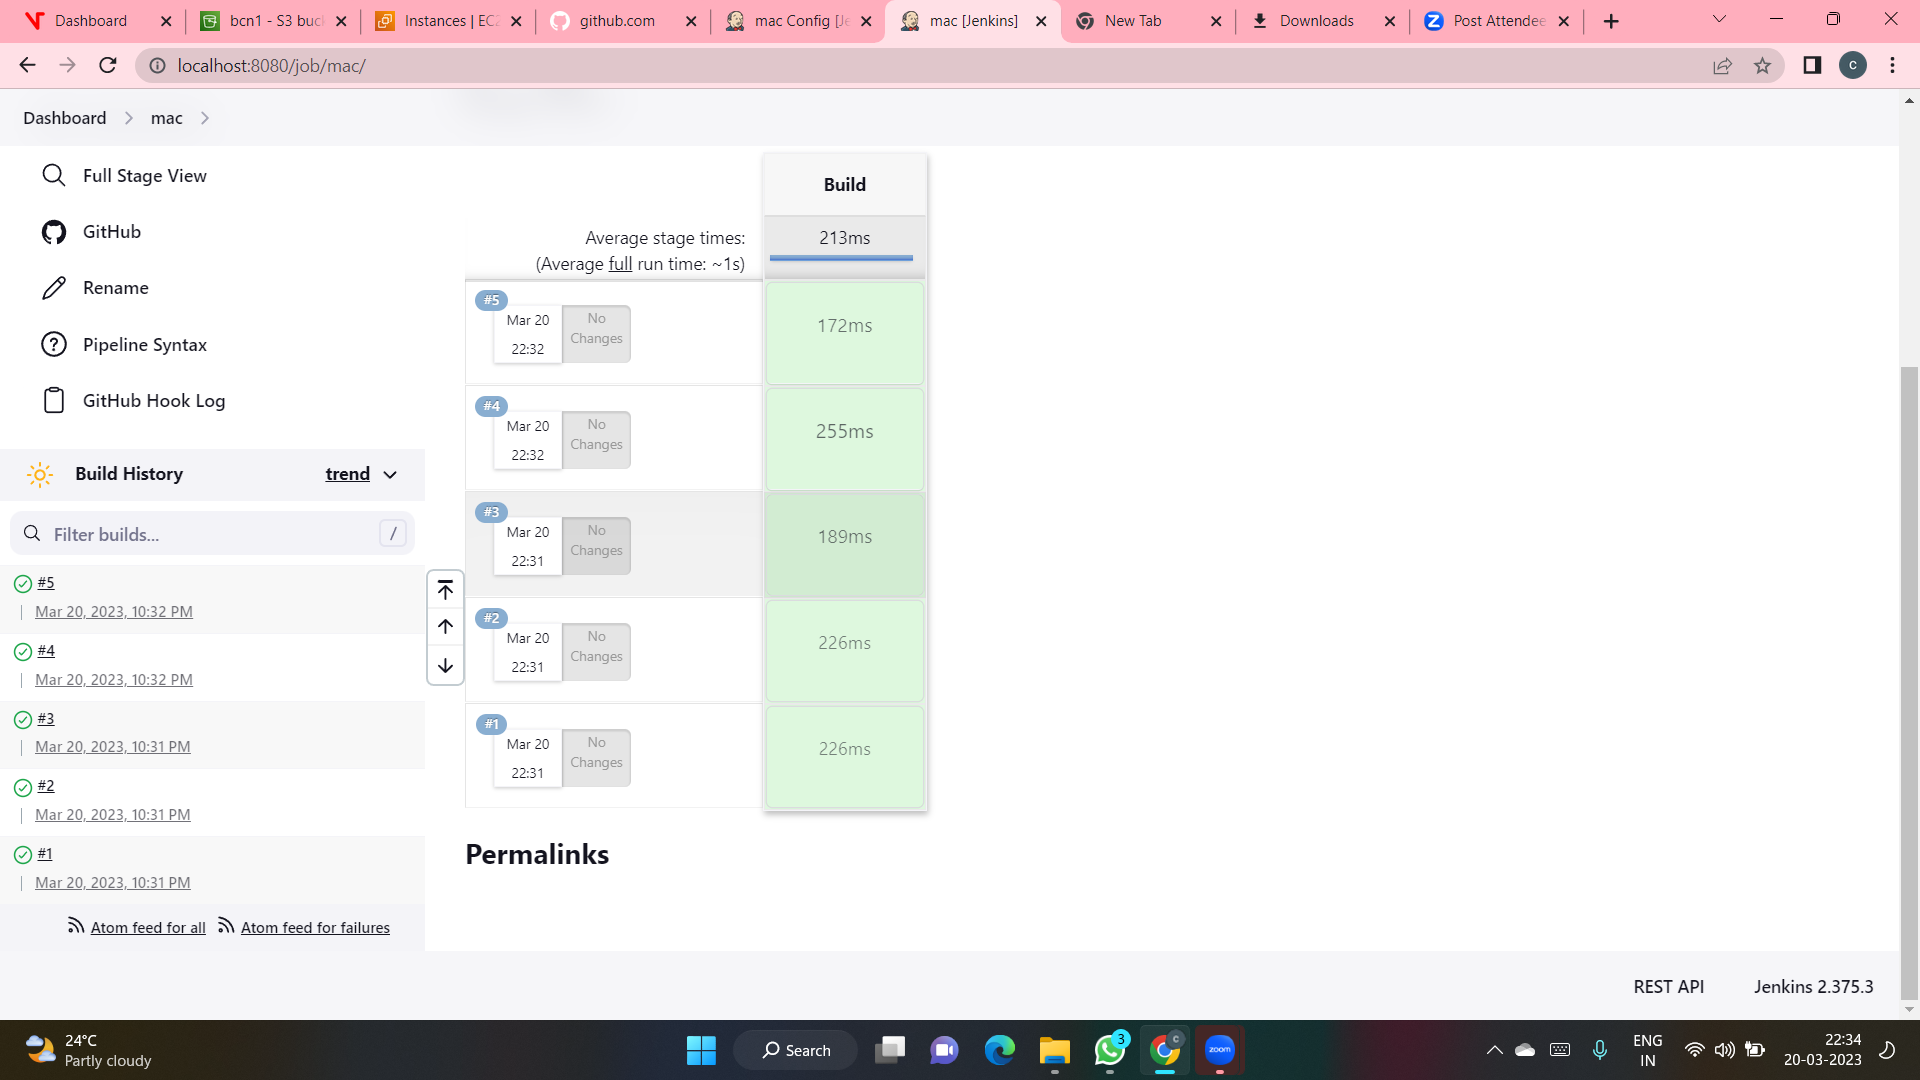 Dashboard
bcn1 - S3 buck
Instances | EC2
github.com
mac Config [Je
mac [Jenkins]
New Tab
Downloads
Post Attendee
localhost:8080/job/mac/
C
Dashboard
mac
Full Stage View
GitHub
Rename
Pipeline Syntax
GitHub Hook Log
Build History
trend
Filter builds...
/
#5
Mar 20, 2023, 10:32 PM
#4
Mar 20, 2023, 10:32 PM
#3
Mar 20, 2023, 10:31 PM
#2
Mar 20, 2023, 10:31 PM
#1
Mar 20, 2023, 10:31 PM
Atom feed for all
Atom feed for failures
Build
Average stage times:
213ms
(Average full run time: ~1s)
#5
Mar 20
22:32
No
Changes
172ms
#4
Mar 20
22:32
No
Changes
255ms
#3
Mar 20
22:31
No
Changes
189ms
#2
Mar 20
22:31
No
Changes
226ms
#1
Mar 20
22:31
No
Changes
226ms
Permalinks
REST API
Jenkins 2.375.3
24°C
Partly cloudy
Search
3
C
zoom
ENG
IN
22:34
20-03-2023